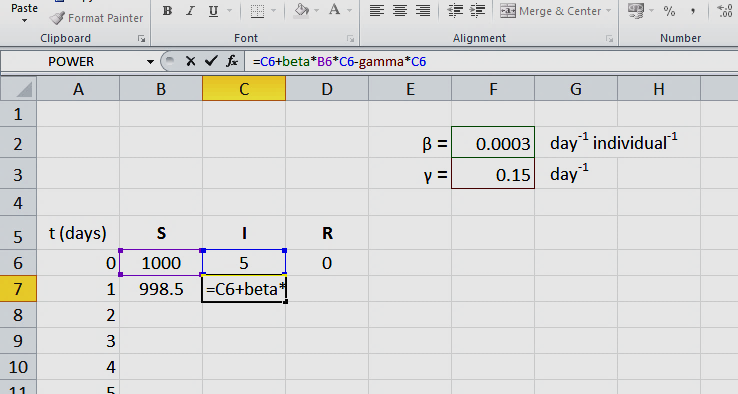 Paste
Format Painter
B I U A
Merge & Center
% , .00
Clipboard Font Alignment Number
POWER fx =C6+beta*B6*C6-gamma*C6
A B C D E F G H
1
2 β = 0.0003 day-1 individual-1
3 γ = 0.15 day-1
4
5 t (days) S I R
6 0 1000 5 0
7 1 998.5 =C6+beta*
8 2
9 3
10 4
11 5